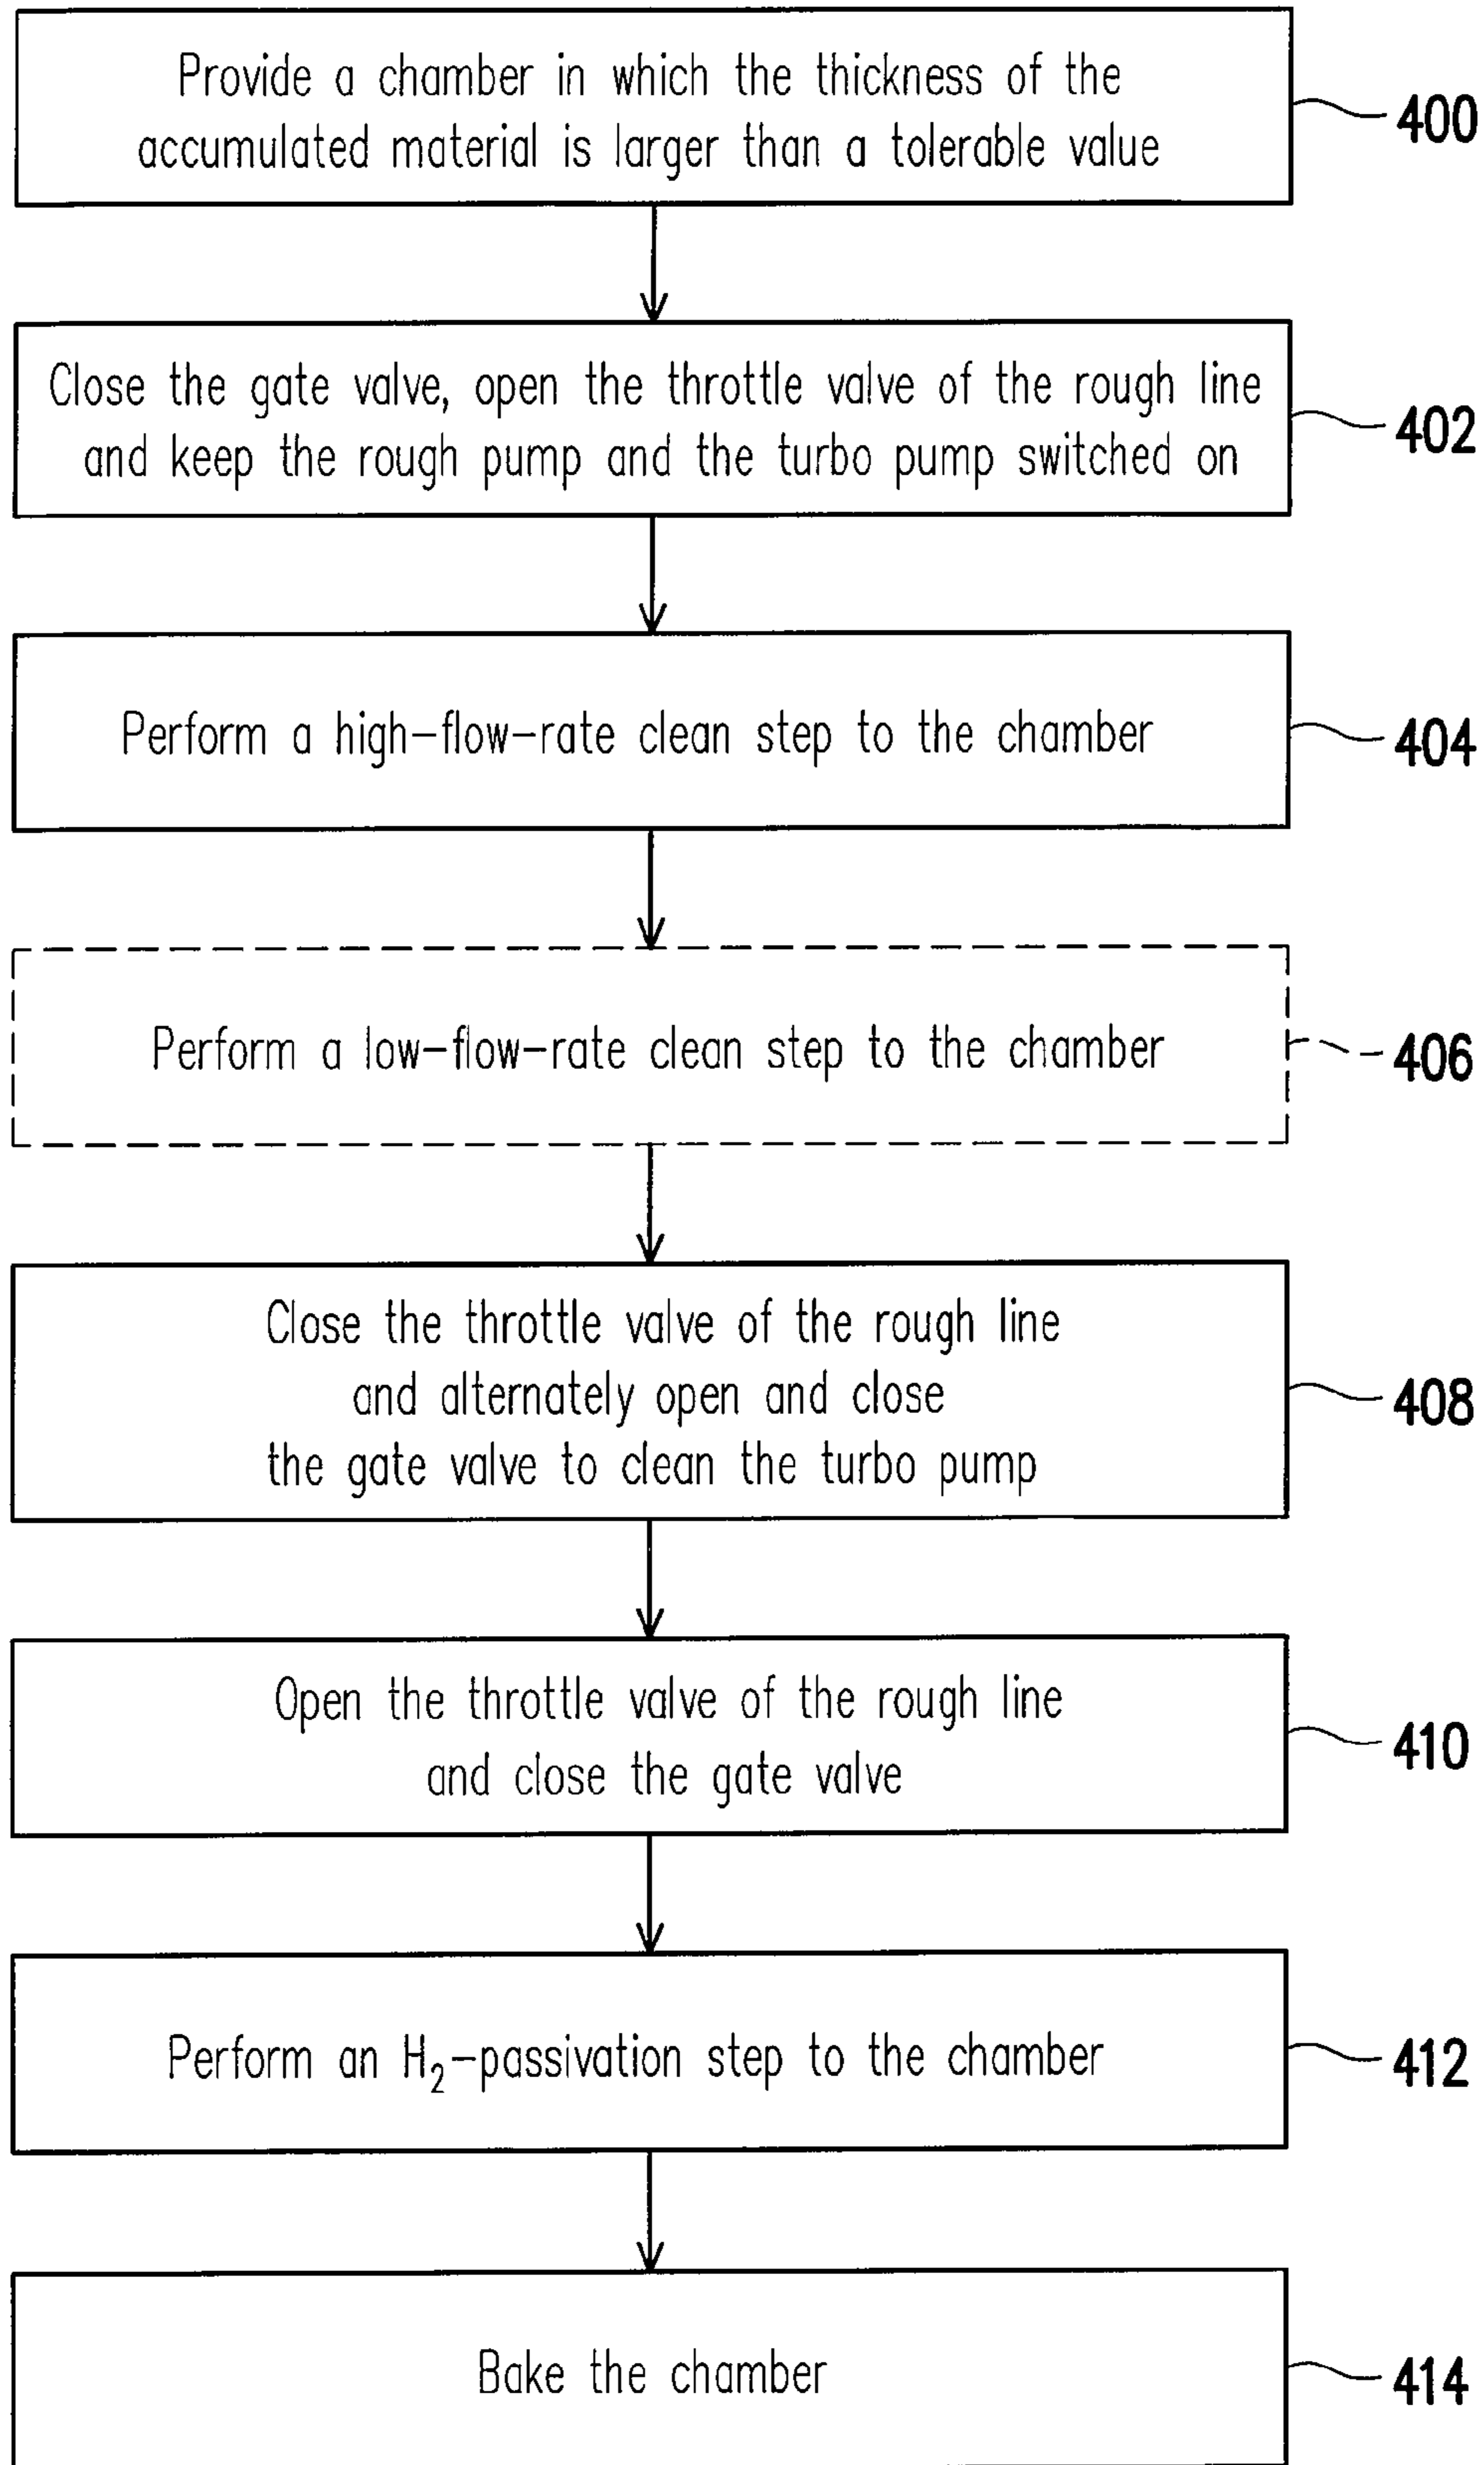 Provide a chamber in which the thickness of the
accumulated material is larger than a tolerable value
400
Close the gate valve, open the throttle valve of the rough line
and keep the rough pump and the turbo pump switched on
402
Perform a high-flow-rate clean step to the chamber
404
Perform a low-flow-rate clean step to the chamber
406
Close the throttle valve of the rough line
and alternately open and close
the gate valve to clean the turbo pump
408
Open the throttle valve of the rough line
and close the gate valve
410
Perform an H₂-passivation step to the chamber
412
Bake the chamber
414